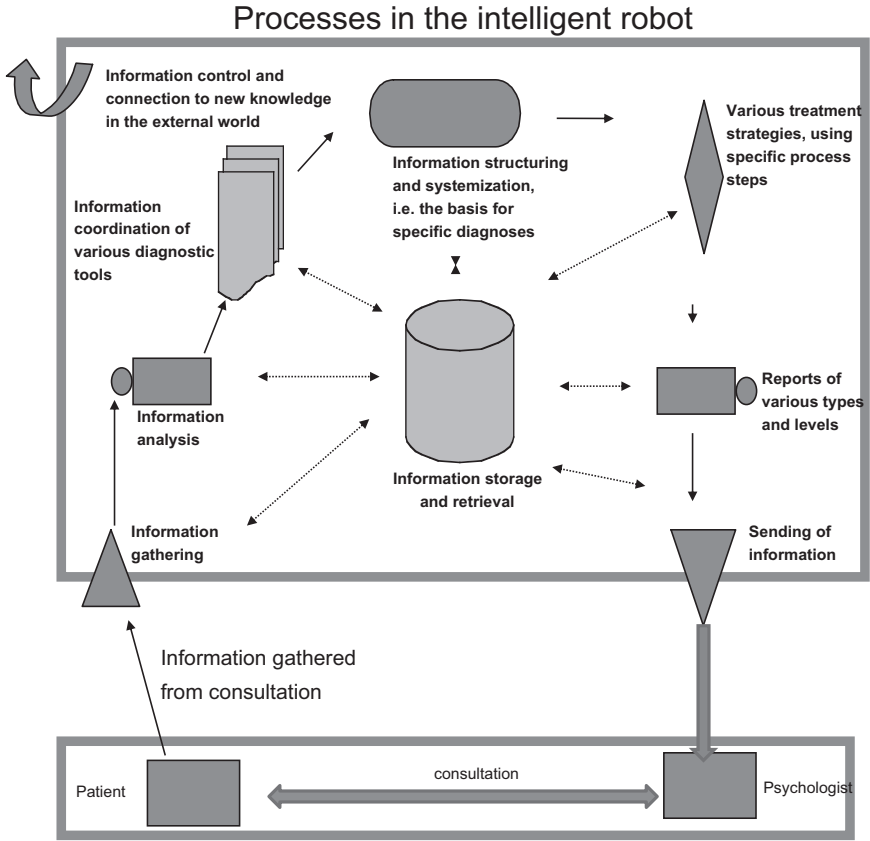 Processes in the intelligent robot
Information control and
connection to new knowledge
in the external world
Various treatment
strategies, using
specific process
steps
Information structuring
and systemization,
i.e. the basis for
specific diagnoses
Information
coordination of
various diagnostic
tools
Information
analysis
Reports of
various types
and levels
Information storage
and retrieval
Information
gathering
Sending of
information
Information gathered
from consultation
Patient
consultation
Psychologist